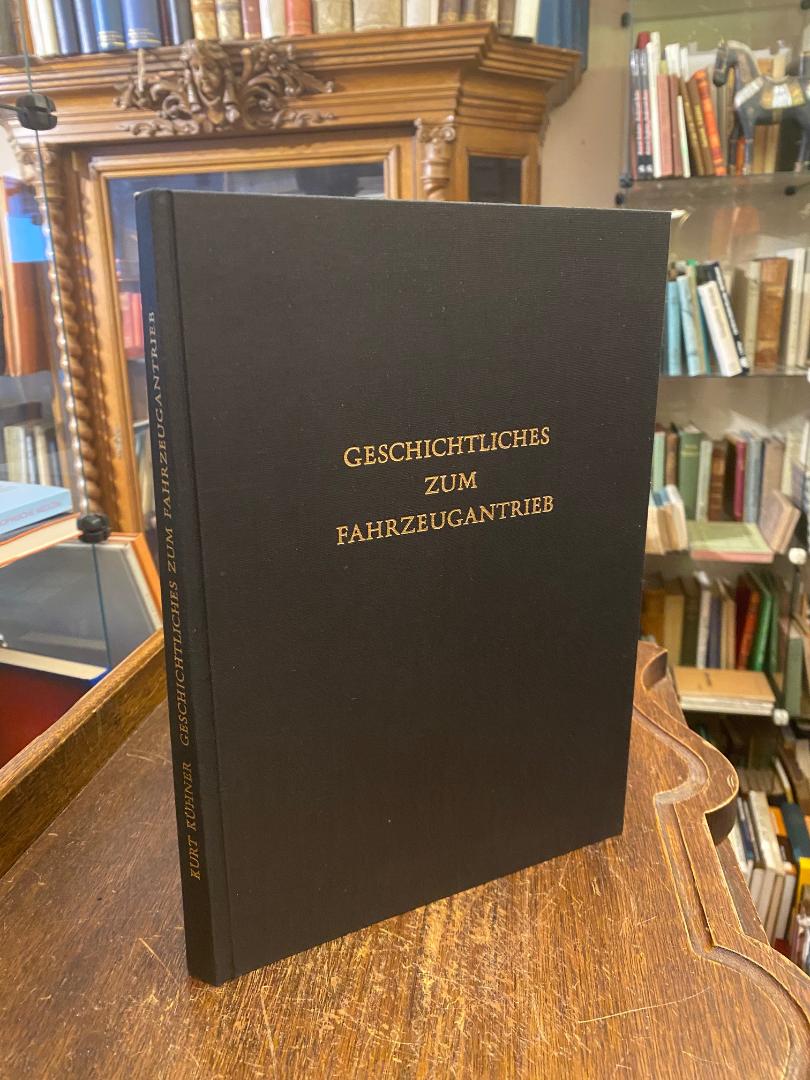 GESCHICHTLICHES
ZUM
FAHRZEUGANTRIEB
KURT KÜHNER GESCHICHTLICHES ZUM FAHRZEUGANTRIEB